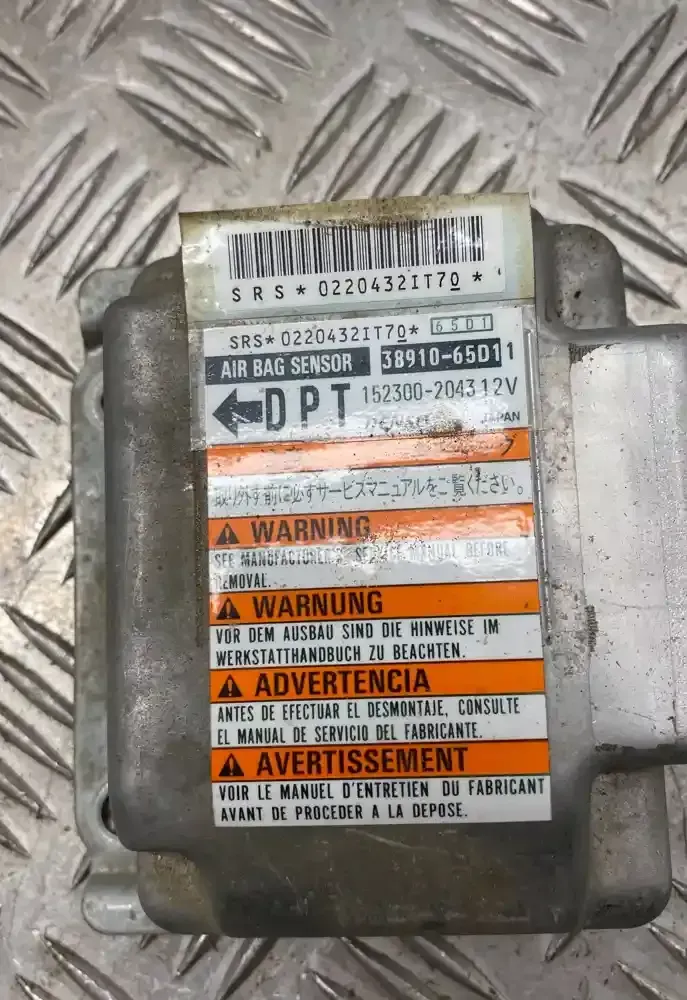 SRS*0220432IT70*
SRS*0220432IT70* 65D1
AIR BAG SENSOR 38910-65D11
DPT 152300-2043 12V
DENSO JAPAN
取り外す前に必ずサービスマニュアルをご覧ください。
WARNING
SEE MANUFACTURER'S SERVICE MANUAL BEFORE
REMOVAL.
WARNUNG
VOR DEM AUSBAU SIND DIE HINWEISE IM
WERKSTATTHANDBUCH ZU BEACHTEN.
ADVERTENCIA
ANTES DE EFECTUAR EL DESMONTAJE, CONSULTE
EL MANUAL DE SERVICIO DEL FABRICANTE.
AVERTISSEMENT
VOIR LE MANUEL D'ENTRETIEN DU FABRICANT
AVANT DE PROCEDER A LA DEPOSE.